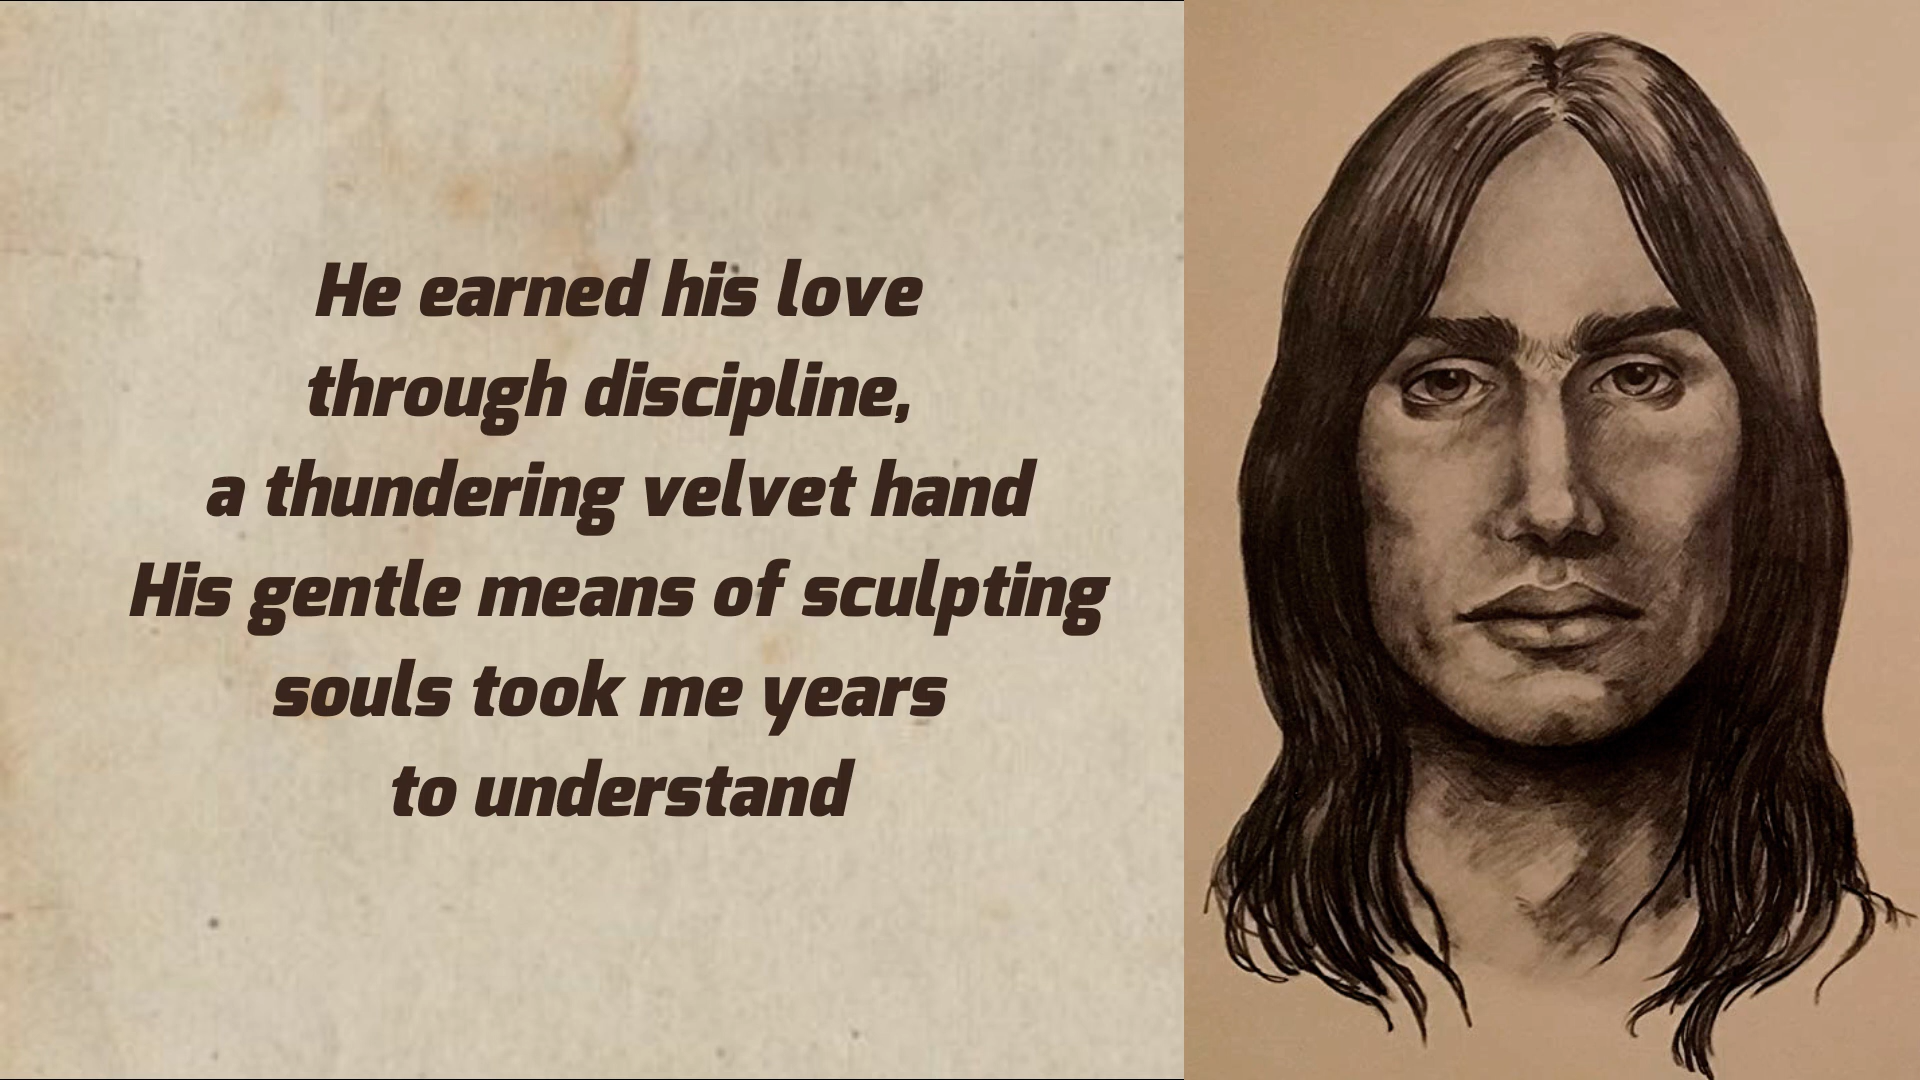 He earned his love
through discipline,
a thundering velvet hand
His gentle means of sculpting
souls took me years
to understand